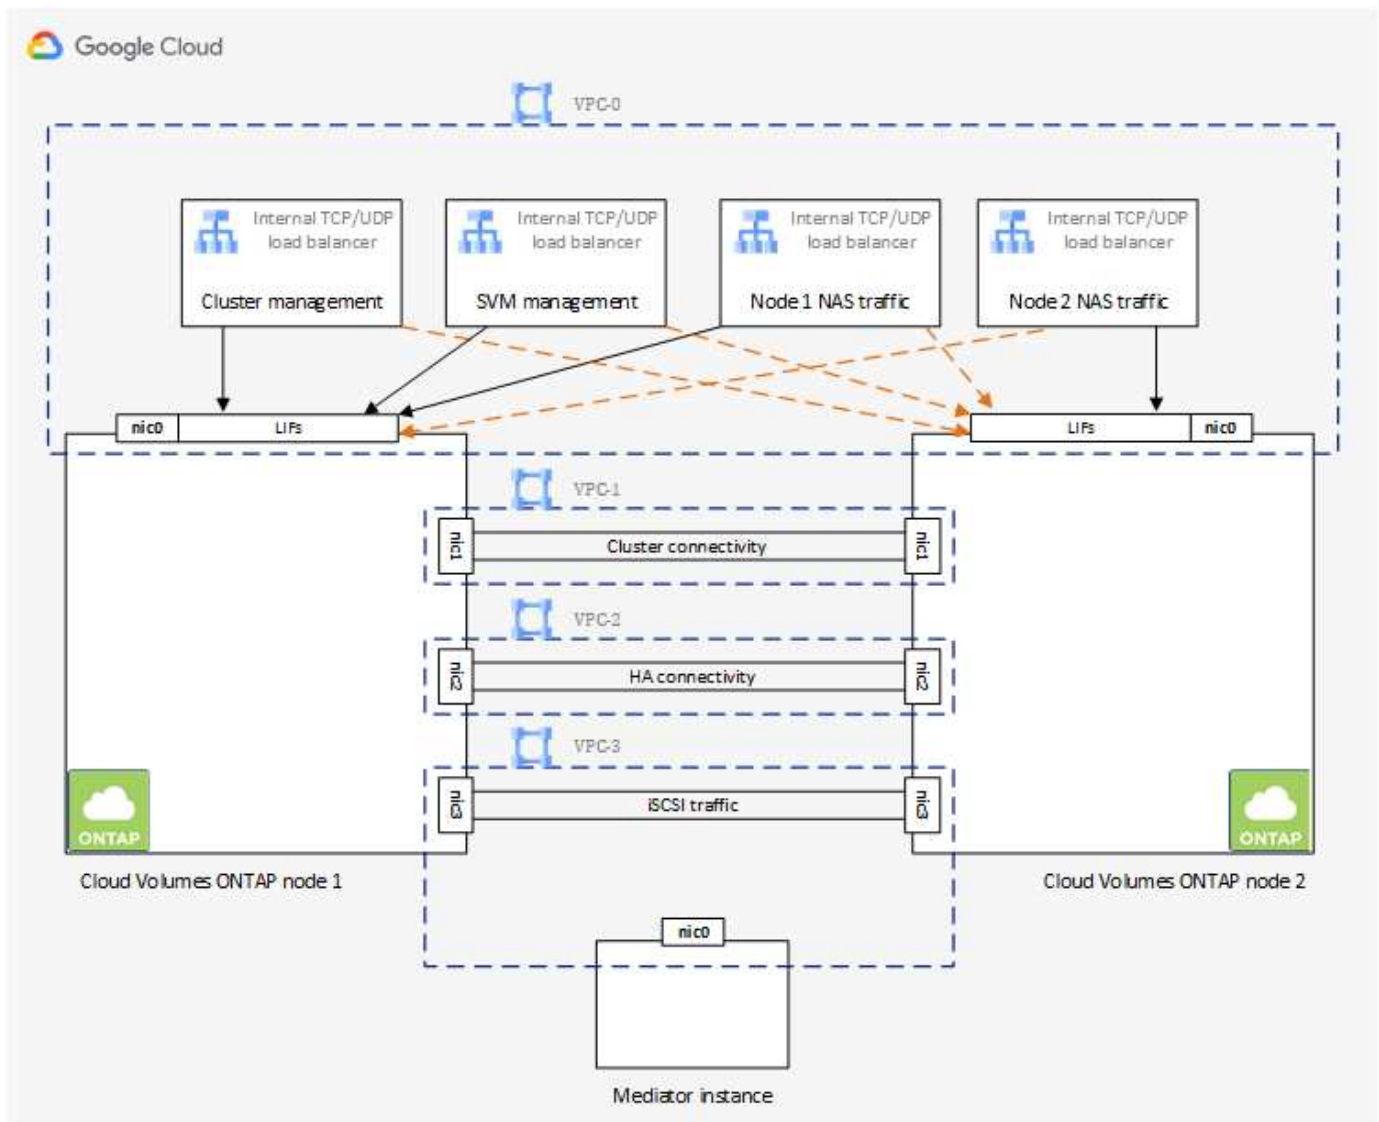 Google Cloud
VPC-0
Internal TCP/UDP
load balancer
Cluster management
Internal TCP/UDP
load balancer
SVM management
Internal TCP/UDP
load balancer
Node 1 NAS traffic
Internal TCP/UDP
load balancer
Node 2 NAS traffic
nic0
LIFs
LIFs
nic0
VPC-1
nic1
Cluster connectivity
nic1
VPC-2
nic2
HA connectivity
nic2
VPC-3
nic3
iSCSI traffic
nic3
ONTAP
ONTAP
Cloud Volumes ONTAP node 1
Cloud Volumes ONTAP node 2
nic0
Mediator instance